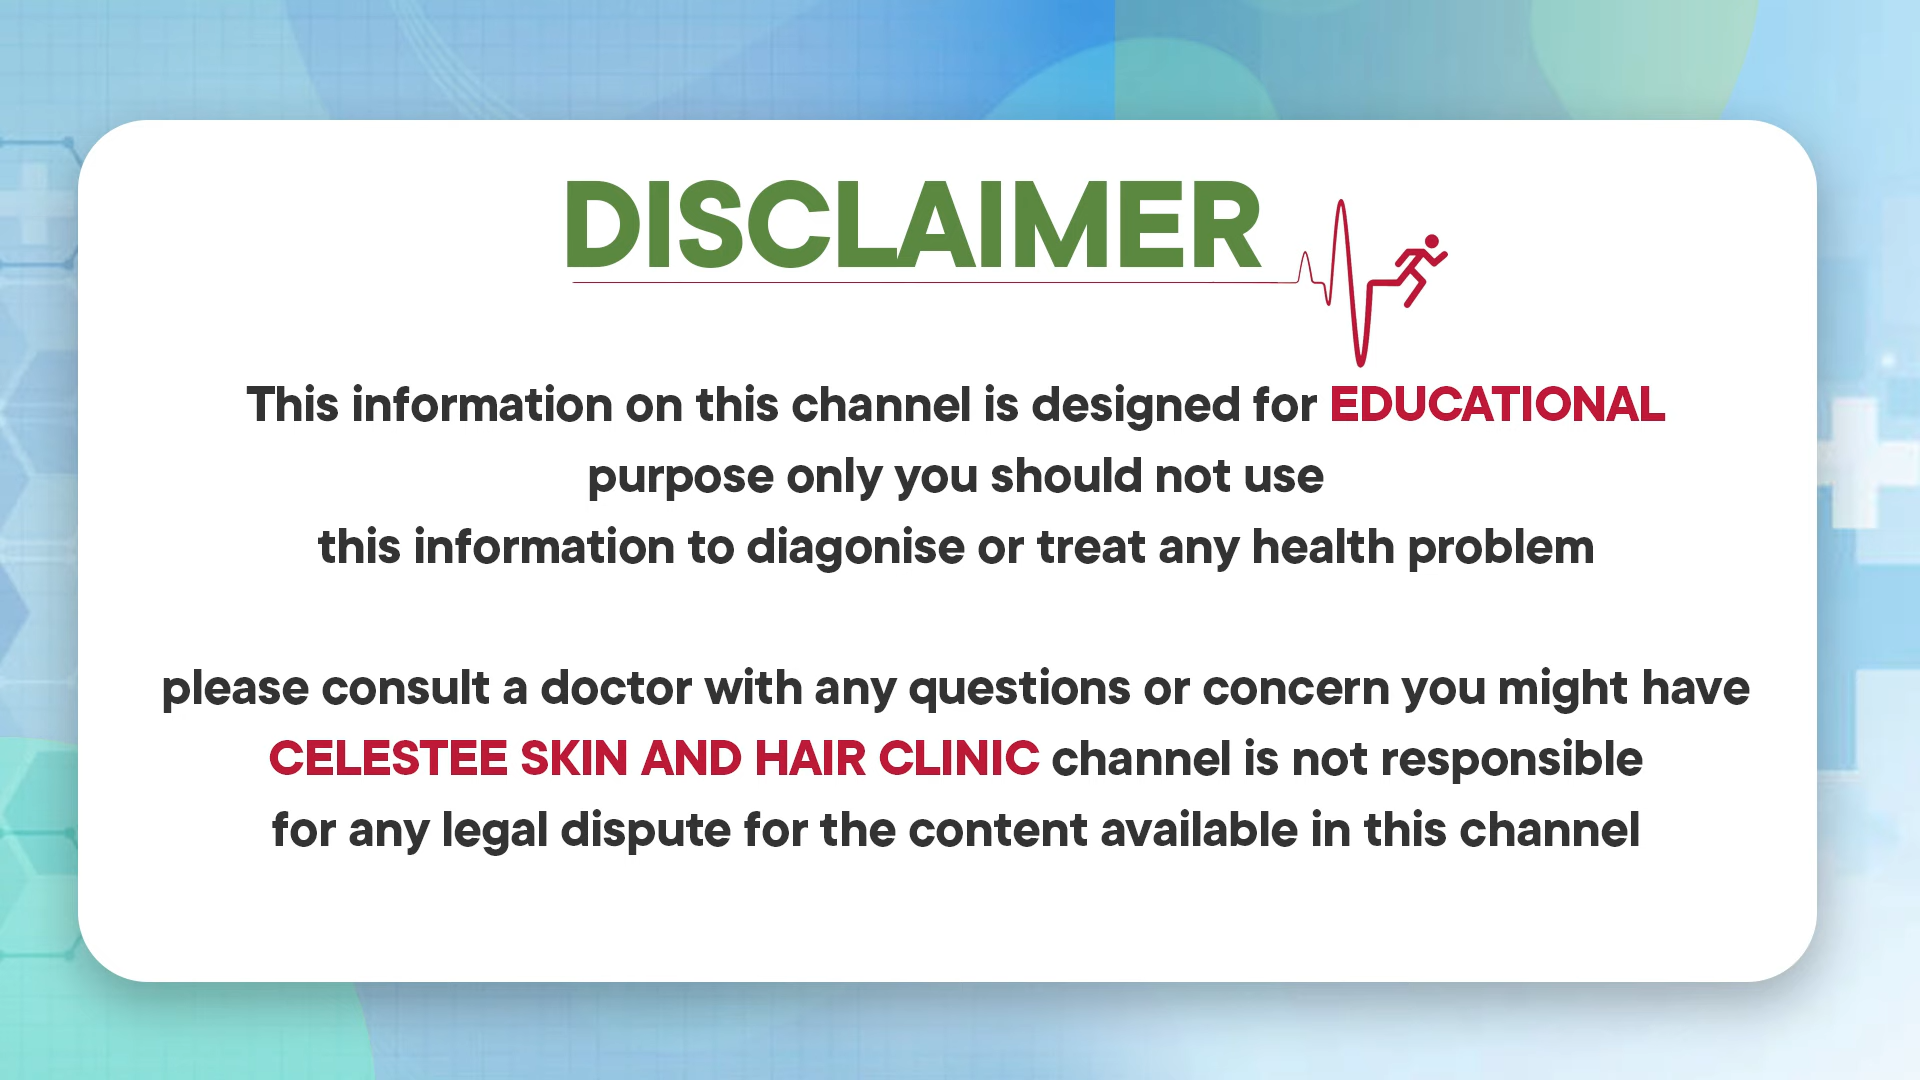 DISCLAIMER
This information on this channel is designed for EDUCATIONAL
purpose only you should not use
this information to diagonise or treat any health problem
please consult a doctor with any questions or concern you might have
CELESTEE SKIN AND HAIR CLINIC channel is not responsible
for any legal dispute for the content available in this channel